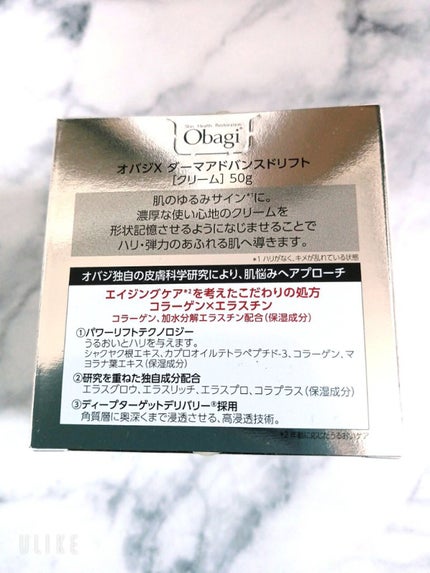 Skin Health Restoration
Obagi
オバジX ダーマアドバンスドリフト
[クリーム] 50g
肌のゆるみサイン*1に。
濃厚な使い心地のクリームを
形状記憶させるようになじませることで
ハリ・弾力のあふれる肌へ導きます。
*1 ハリがなく、キメが乱れている状態
オバジ独自の皮膚科学研究により、肌悩みへアプローチ
エイジングケア*2を考えたこだわりの処方
コラーゲン×エラスチン
コラーゲン、加水分解エラスチン配合(保湿成分)
①パワーリフトテクノロジー
うるおいとハリを与えます。
シャクヤク根エキス、カプロオイルテトラペプチド-3、コラーゲン、マ
ヨラナ葉エキス(保湿成分)
②研究を重ねた独自成分配合
エラスグロウ、エラスリッチ、エラスプロ、コラプラス(保湿成分)
③ディープターゲットデリバリー®採用
角質層に奥深くまで浸透させる、高浸透技術。
*2 年齢に応じたうるおいケア
ULIKE